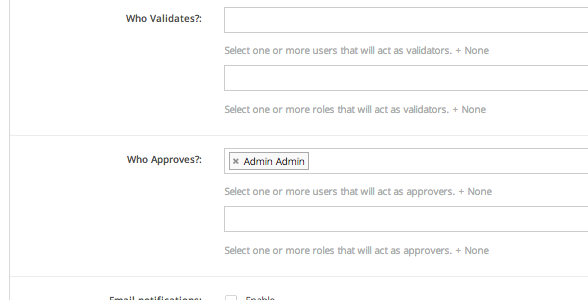 Who Validates?:
Select one or more users that will act as validators. + None
Select one or more roles that will act as validators. + None
Who Approves?:
× Admin Admin
Select one or more users that will act as approvers. + None
Select one or more roles that will act as approvers. + None
Email notifications: Enable